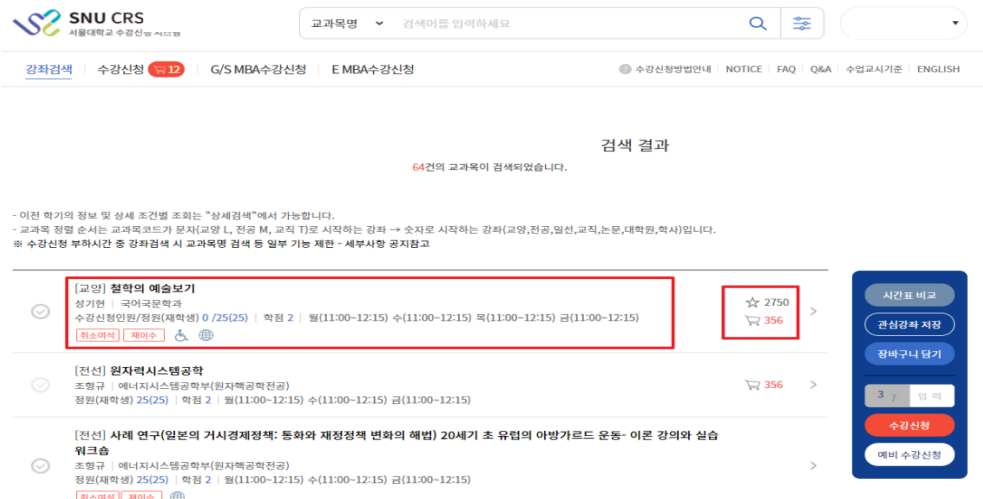 SNU CRS
서울대학교 수강신청 시스템
교과목명 검색어를 입력하세요
강좌검색 수강신청 12 G/S MBA수강신청 E MBA수강신청
수강신청방법안내 NOTICE FAQ Q&A 수업교시기준 ENGLISH
검색 결과
64건의 교과목이 검색되었습니다.
- 이전 학기의 정보 및 상세 조건별 조회는 "상세검색"에서 가능합니다.
- 교과목 정렬 순서는 교과목코드가 문자(교양 L, 전공 M, 교직 T)로 시작하는 강좌 → 숫자로 시작하는 강좌(교양,전공,일선,교직,논문,대학원,학사)입니다.
※ 수강신청 부하시간 중 강좌검색 시 교과목명 검색 등 일부 기능 제한 - 세부사항 공지참고
[교양] 철학의 예술보기
성기현 국어국문학과
수강신청인원/정원(재학생) 0 /25(25) 학점 2 월(11:00~12:15) 수(11:00~12:15) 목(11:00~12:15) 금(11:00~12:15)
취소여석 재이수
2750
356
[전선] 원자력시스템공학
조형규 에너지시스템공학부(원자핵공학전공)
정원(재학생) 25(25) 학점 2 월(11:00~12:15) 수(11:00~12:15) 금(11:00~12:15)
356
[전선] 사례 연구(일본의 거시경제정책: 통화와 재정정책 변화의 해법) 20세기 초 유럽의 아방가르드 운동- 이론 강의와 실습
워크숍
조형규 에너지시스템공학부(원자핵공학전공)
정원(재학생) 25(25) 학점 2 월(11:00~12:15) 수(11:00~12:15) 금(11:00~12:15)
취소여석 재이수
시간표 비교
관심강좌 저장
장바구니 담기
3 7 입력
수강신청
예비 수강신청